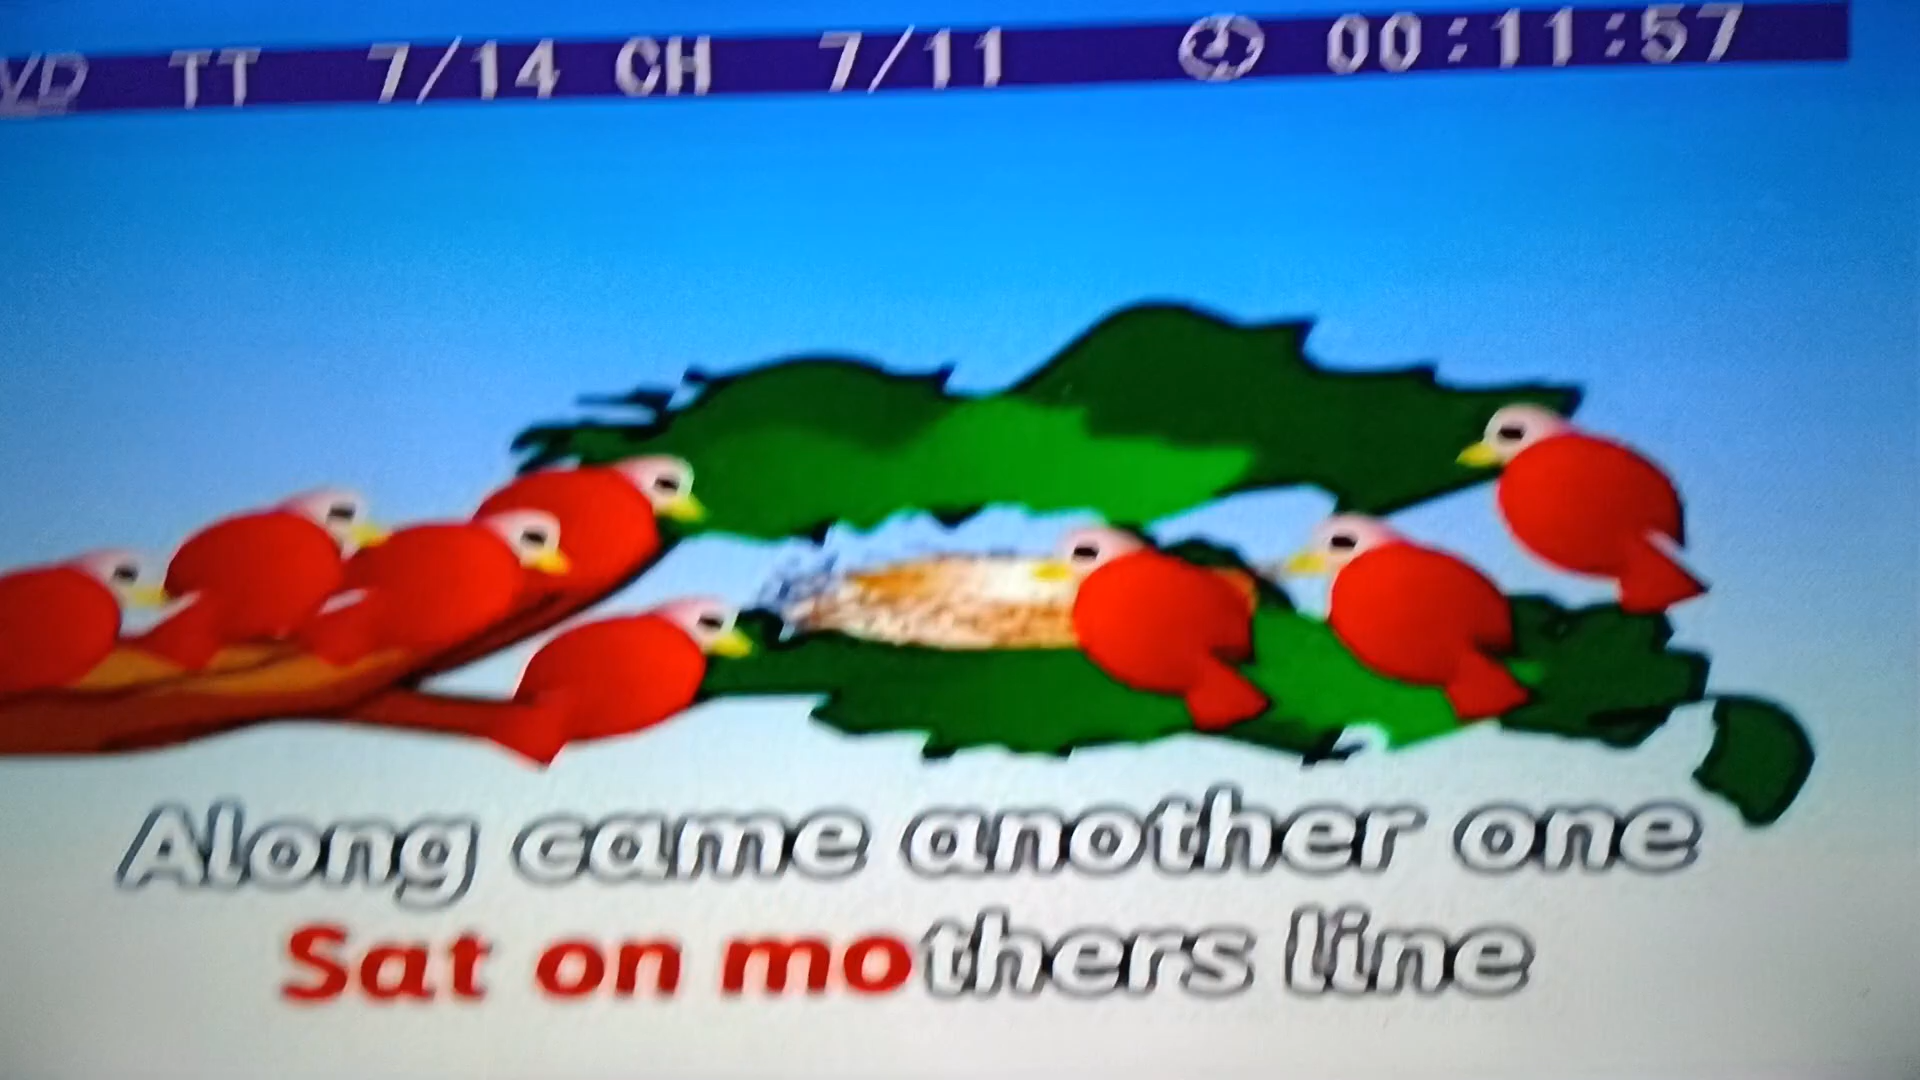 VD TT 7/14 CH 7/11 00:11:57
Along came another one
Sat on mothers line